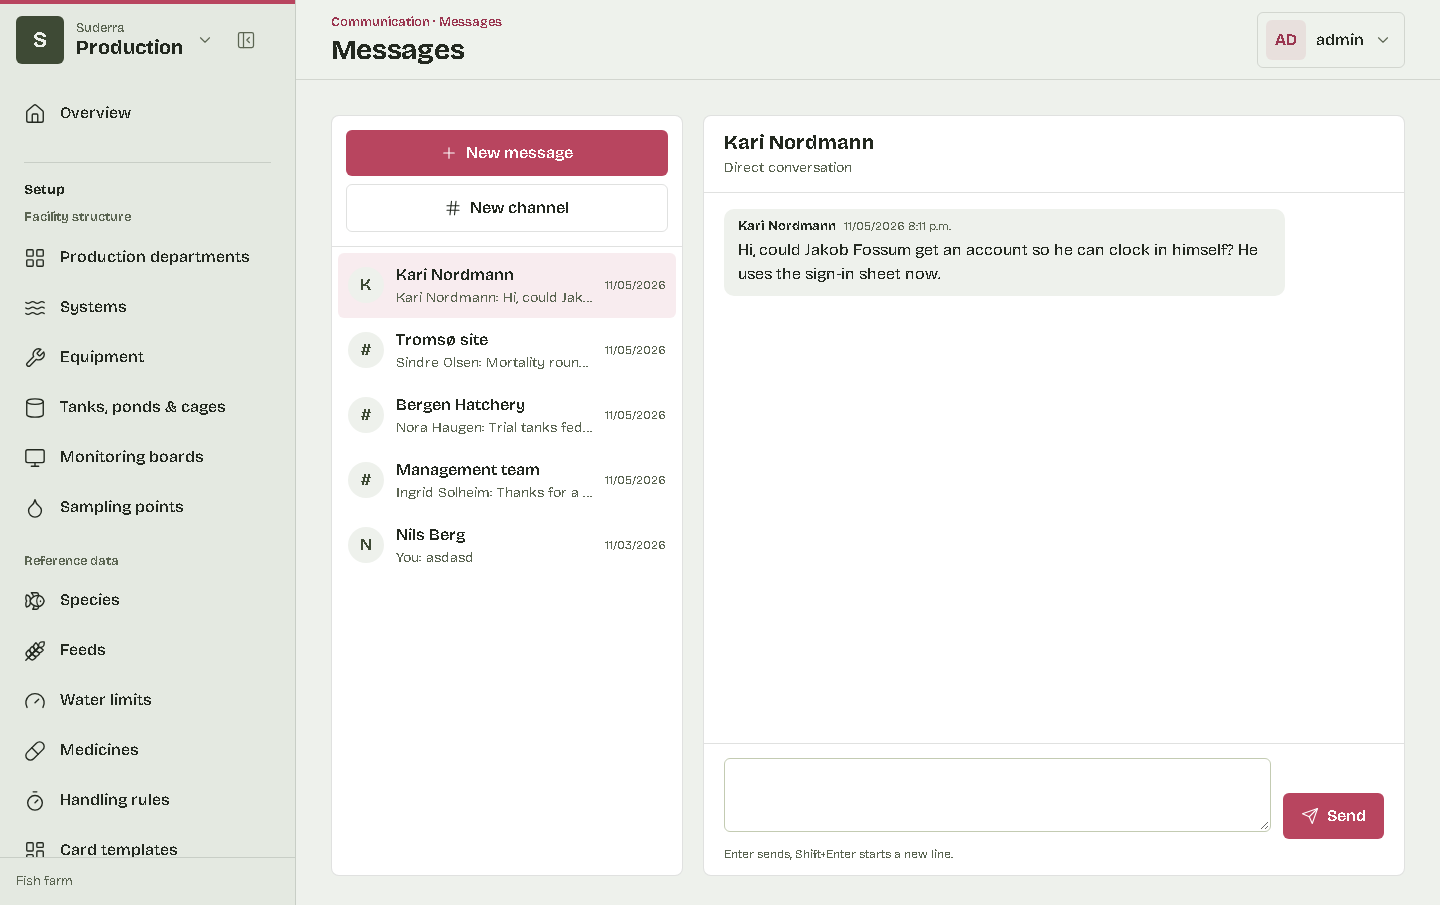 S
Suderra
Production
Overview
Setup
Facility structure
Production departments
Systems
Equipment
Tanks, ponds & cages
Monitoring boards
Sampling points
Reference data
Species
Feeds
Water limits
Medicines
Handling rules
Card templates
Fish farm
Communication · Messages
Messages
AD
admin
New message
New channel
K
Kari Nordmann
Kari Nordmann: Hi, could Jak...
11/05/2026
#
Tromsø site
Sindre Olsen: Mortality roun...
11/05/2026
#
Bergen Hatchery
Nora Haugen: Trial tanks fed...
11/05/2026
#
Management team
Ingrid Solheim: Thanks for a ...
11/05/2026
N
Nils Berg
You: asdasd
11/03/2026
Kari Nordmann
Direct conversation
Kari Nordmann 11/05/2026 8:11 p.m.
Hi, could Jakob Fossum get an account so he can clock in himself? He
uses the sign-in sheet now.
Send
Enter sends, Shift+Enter starts a new line.